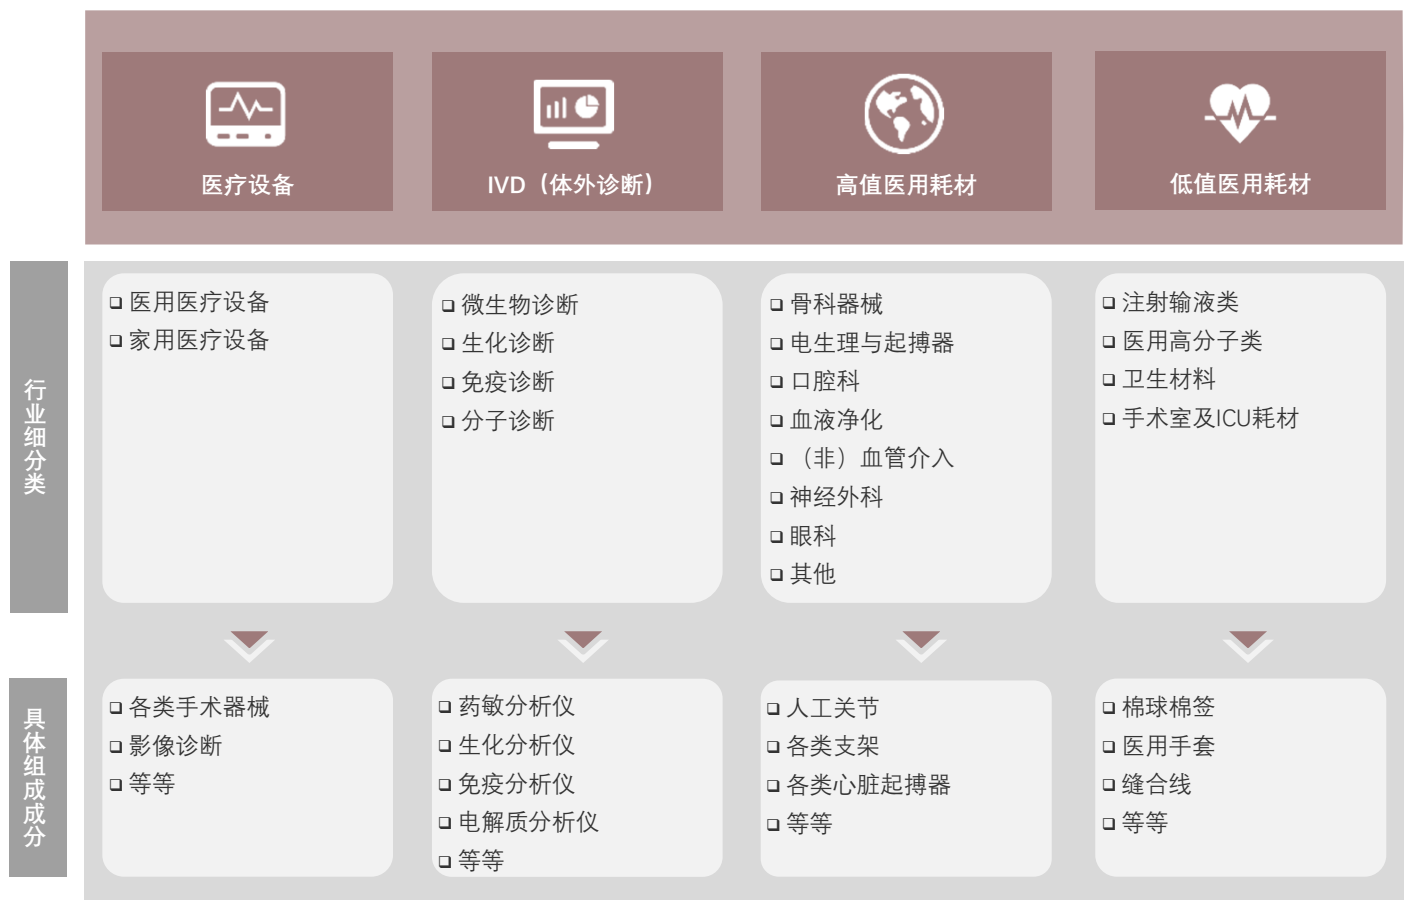 医疗设备
IVD（体外诊断）
高值医用耗材
低值医用耗材
行业细分类
医用医疗设备
家用医疗设备
微生物诊断
生化诊断
免疫诊断
分子诊断
骨科器械
电生理与起搏器
口腔科
血液净化
（非）血管介入
神经外科
眼科
其他
注射输液类
医用高分子类
卫生材料
手术室及ICU耗材
具体组成成分
各类手术器械
影像诊断
等等
药敏分析仪
生化分析仪
免疫分析仪
电解质分析仪
等等
人工关节
各类支架
各类心脏起搏器
等等
棉球棉签
医用手套
缝合线
等等